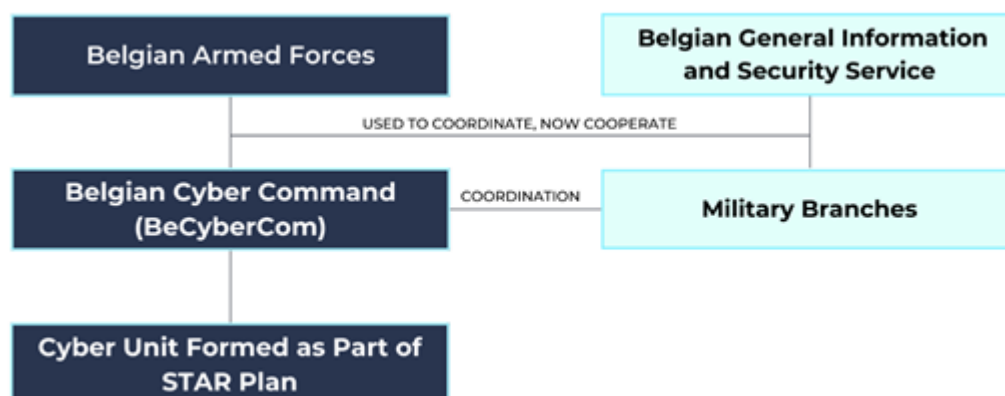 Belgian Armed Forces
Belgian General Information
and Security Service
USED TO COORDINATE, NOW COOPERATE
Belgian Cyber Command
(BeCyberCom)
COORDINATION
Military Branches
Cyber Unit Formed as Part of
STAR Plan